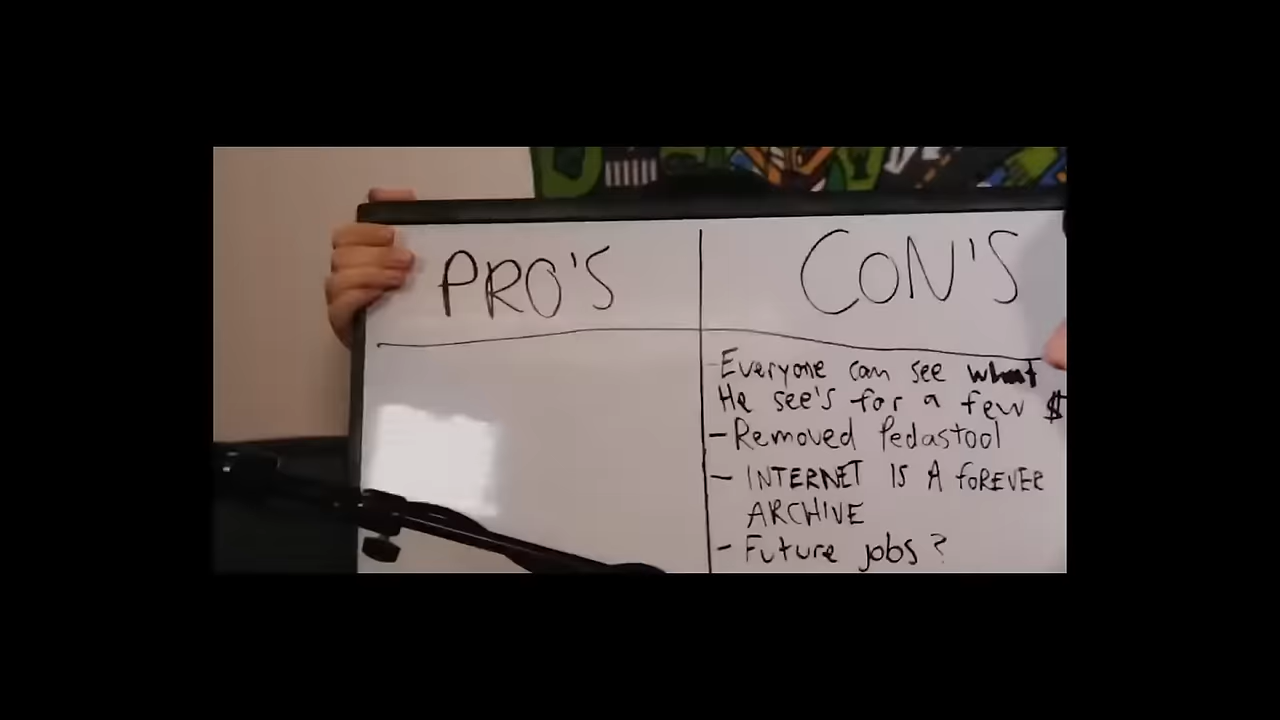 PRO'S
CON'S
- Everyone can see what
He see's for a few $
- Removed Pedastool
- INTERNET IS A FOREVER
ARCHIVE
- Future jobs?